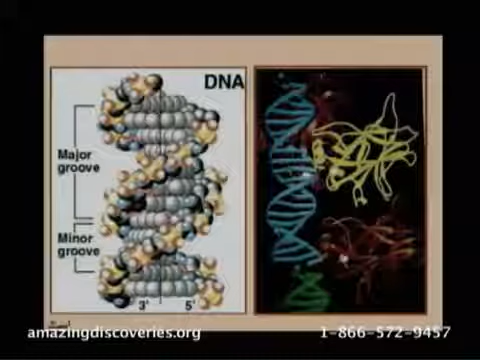 DNA
Major
groove
Minor
groove
3' 5'
amazingdiscoveries.org 1-866-572-9457